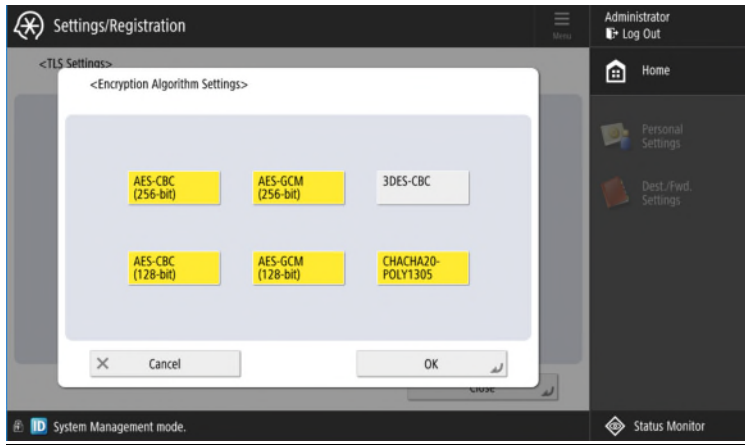 Settings/Registration
Menu
Administrator
Log Out
<TLS Settings>
<Encryption Algorithm Settings>
Home
Personal
Settings
Dest./Fwd.
Settings
AES-CBC
(256-bit)
AES-GCM
(256-bit)
3DES-CBC
AES-CBC
(128-bit)
AES-GCM
(128-bit)
CHACHA20-
POLY1305
Cancel
OK
Close
ID System Management mode.
Status Monitor